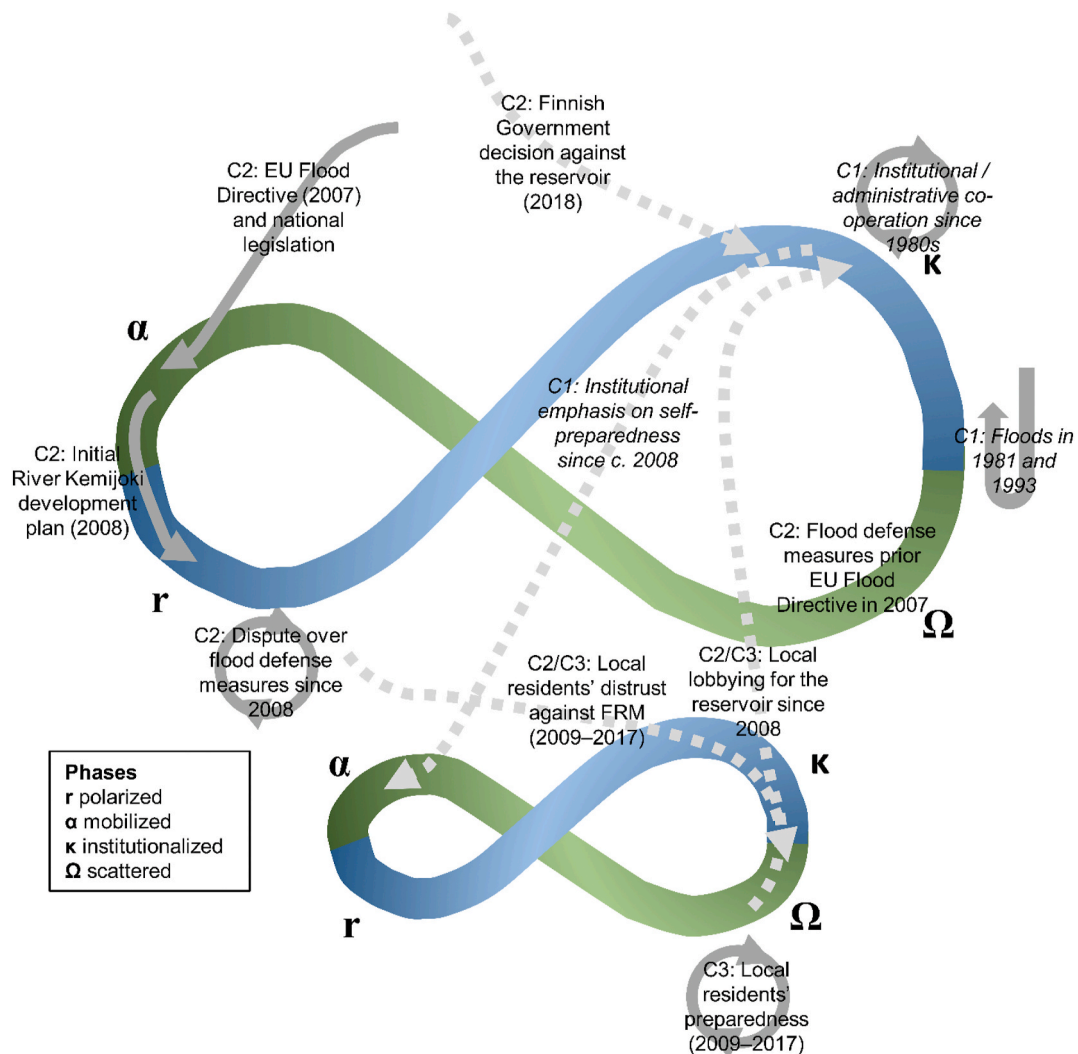 C2: Finnish
Government
decision against
the reservoir
(2018)
C2: EU Flood
Directive (2007)
and national
legislation
C1: Institutional /
administrative co-
operation since
1980s
κ
α
C1: Institutional
emphasis on self-
preparedness
since c. 2008
C1: Floods in
1981 and
1993
C2: Initial
River Kemijoki
development
plan (2008)
C2: Flood defense
measures prior
EU Flood
Directive in 2007
r
Ω
C2: Dispute over
flood defense
measures since
2008
C2/C3: Local
residents’ distrust
against FRM
(2009–2017)
C2/C3: Local
lobbying for the
reservoir since
2008
Phases
r polarized
α mobilized
κ institutionalized
Ω scattered
α
κ
r
Ω
C3: Local
residents’
preparedness
(2009–2017)